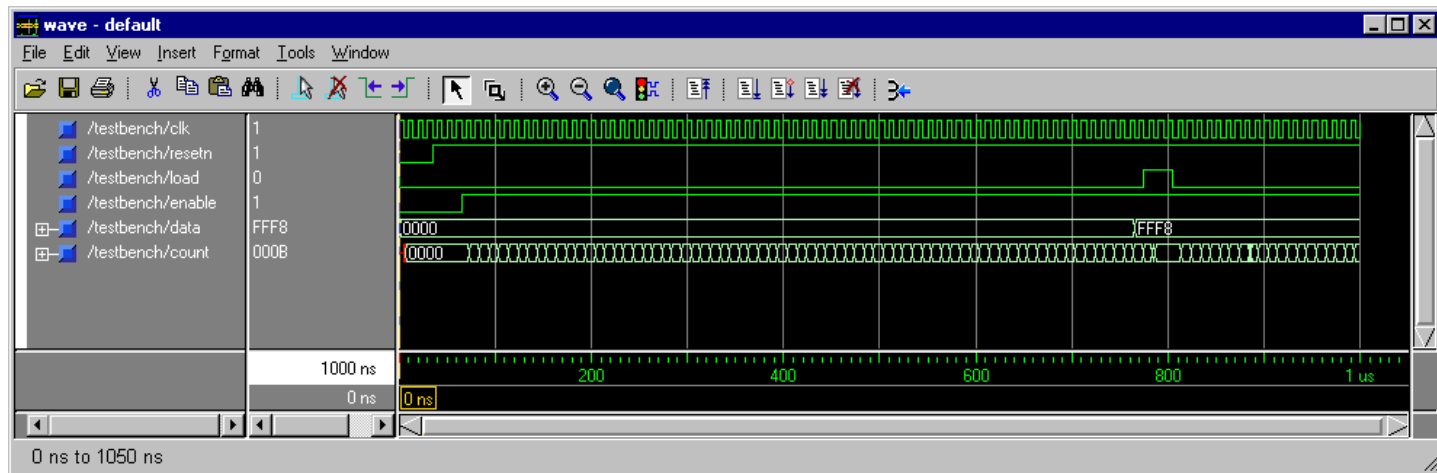 wave - default
File Edit View Insert Format Tools Window
/testbench/clk 1
/testbench/resetn 1
/testbench/load 0
/testbench/enable 1
/testbench/data FFF8 0000 FFF8
/testbench/count 000B 0000
1000 ns 200 400 600 800 1 us
0 ns 0 ns
0 ns to 1050 ns